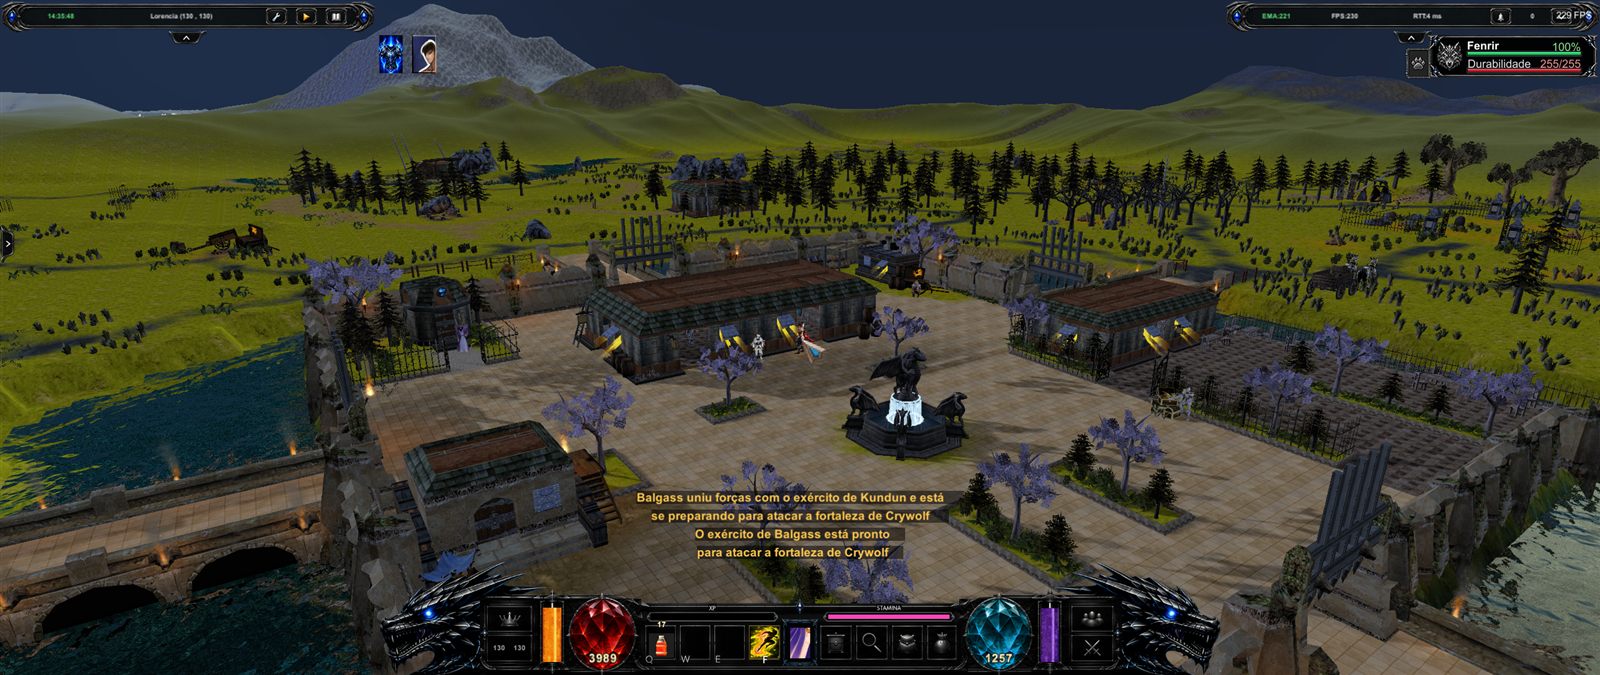 14:35:48
Lorencia (130 , 130)
EMA:221
FPS:230
RTT:4 ms
0
229 FPS
Fenrir
100%
Durabilidade 255/255
Balgass uniu forças com o exército de Kundun e está
se preparando para atacar a fortaleza de Crywolf
O exército de Balgass está pronto
para atacar a fortaleza de Crywolf
XP
STAMINA
17
Q
W
E
F
130 130
3989
1257